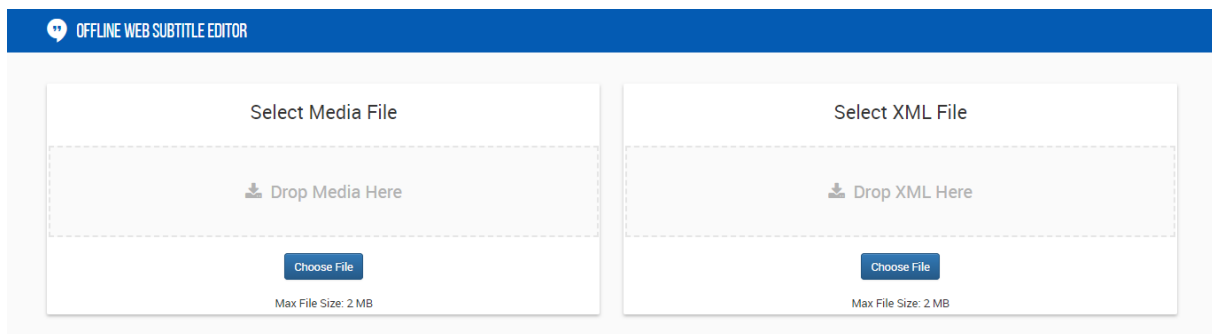 OFFLINE WEB SUBTITLE EDITOR
Select Media File
Drop Media Here
Choose File
Max File Size: 2 MB
Select XML File
Drop XML Here
Choose File
Max File Size: 2 MB